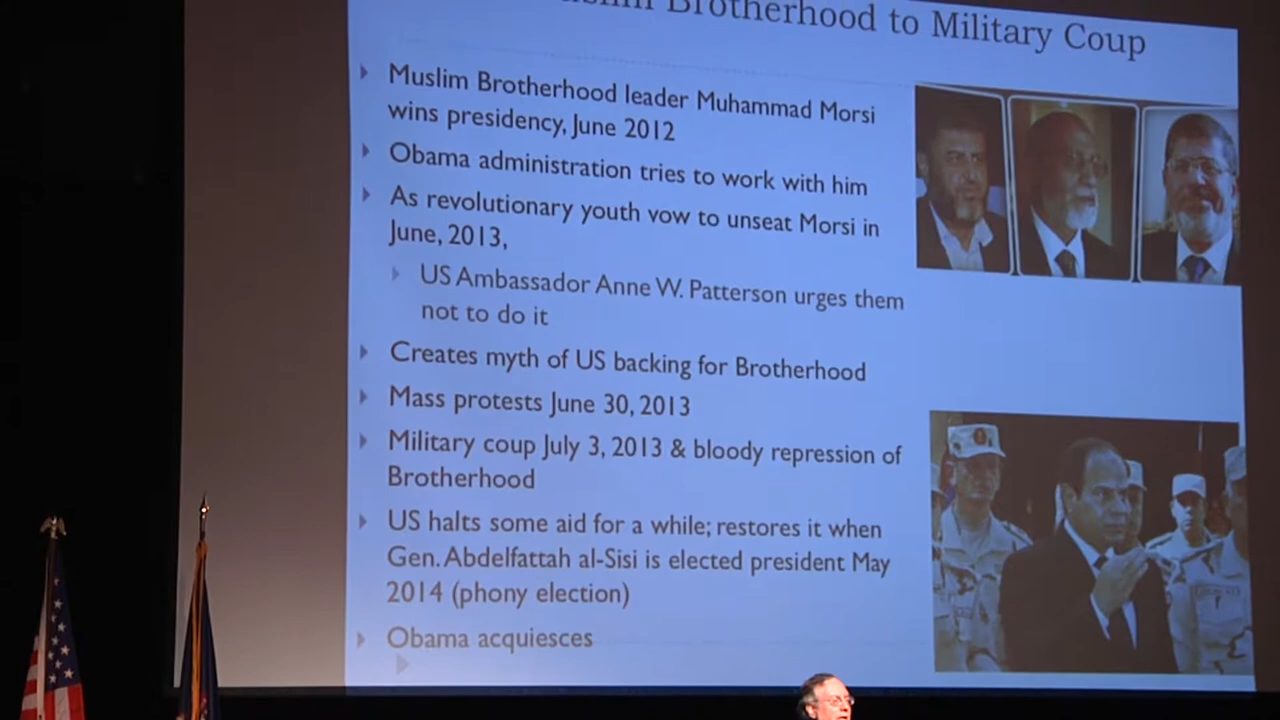 Brotherhood to Military Coup
Muslim Brotherhood leader Muhammad Morsi
wins presidency, June 2012
Obama administration tries to work with him
As revolutionary youth vow to unseat Morsi in
June, 2013,
US Ambassador Anne W. Patterson urges them
not to do it
Creates myth of US backing for Brotherhood
Mass protests June 30, 2013
Military coup July 3, 2013 & bloody repression of
Brotherhood
US halts some aid for a while; restores it when
Gen. Abdelfattah al-Sisi is elected president May
2014 (phony election)
Obama acquiesces